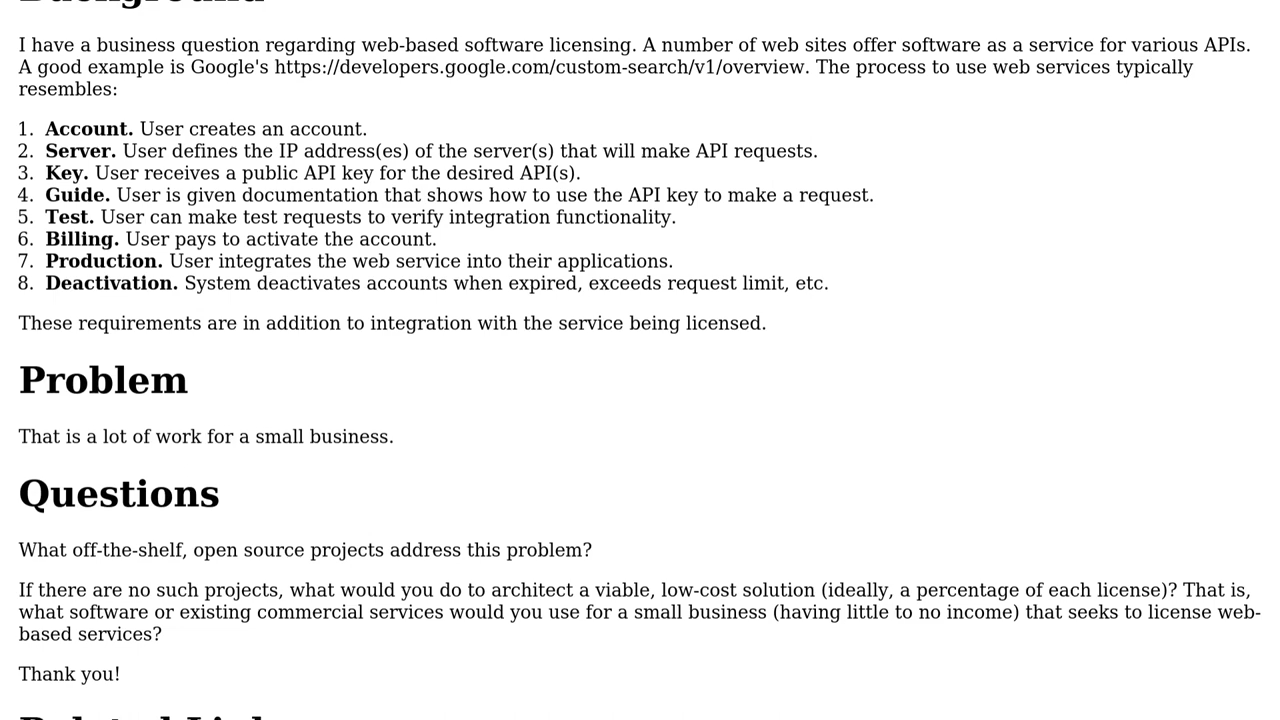 Background
I have a business question regarding web-based software licensing. A number of web sites offer software as a service for various APIs.
A good example is Google's https://developers.google.com/custom-search/v1/overview. The process to use web services typically
resembles:
1. Account. User creates an account.
2. Server. User defines the IP address(es) of the server(s) that will make API requests.
3. Key. User receives a public API key for the desired API(s).
4. Guide. User is given documentation that shows how to use the API key to make a request.
5. Test. User can make test requests to verify integration functionality.
6. Billing. User pays to activate the account.
7. Production. User integrates the web service into their applications.
8. Deactivation. System deactivates accounts when expired, exceeds request limit, etc.
These requirements are in addition to integration with the service being licensed.
Problem
That is a lot of work for a small business.
Questions
What off-the-shelf, open source projects address this problem?
If there are no such projects, what would you do to architect a viable, low-cost solution (ideally, a percentage of each license)? That is,
what software or existing commercial services would you use for a small business (having little to no income) that seeks to license web-
based services?
Thank you!